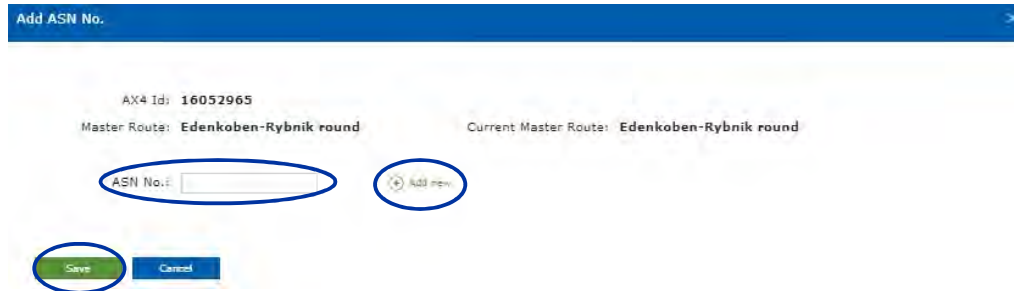 Add ASN No.
AX4 Id: 16052965
Master Route: Edenkoben-Rybnik round Current Master Route: Edenkoben-Rybnik round
ASN No.: Add new
Save Cancel